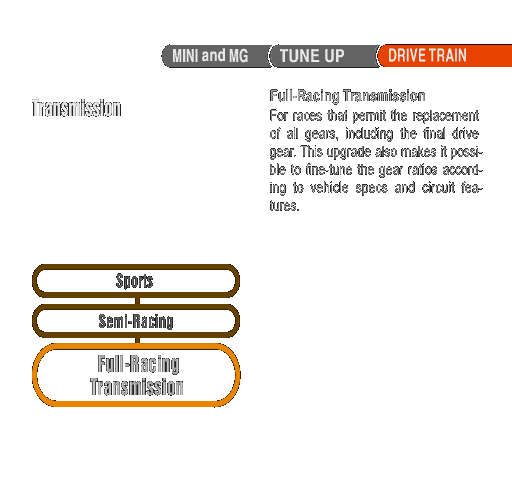 MINI and MG TUNE UP DRIVE TRAIN
Transmission
Full-Racing Transmission
For races that permit the replacement
of all gears, including the final drive
gear. This upgrade also makes it possi-
ble to fine-tune the gear ratios accord-
ing to vehicle specs and circuit fea-
tures.
Sports
Semi-Racing
Full-Racing
Transmission